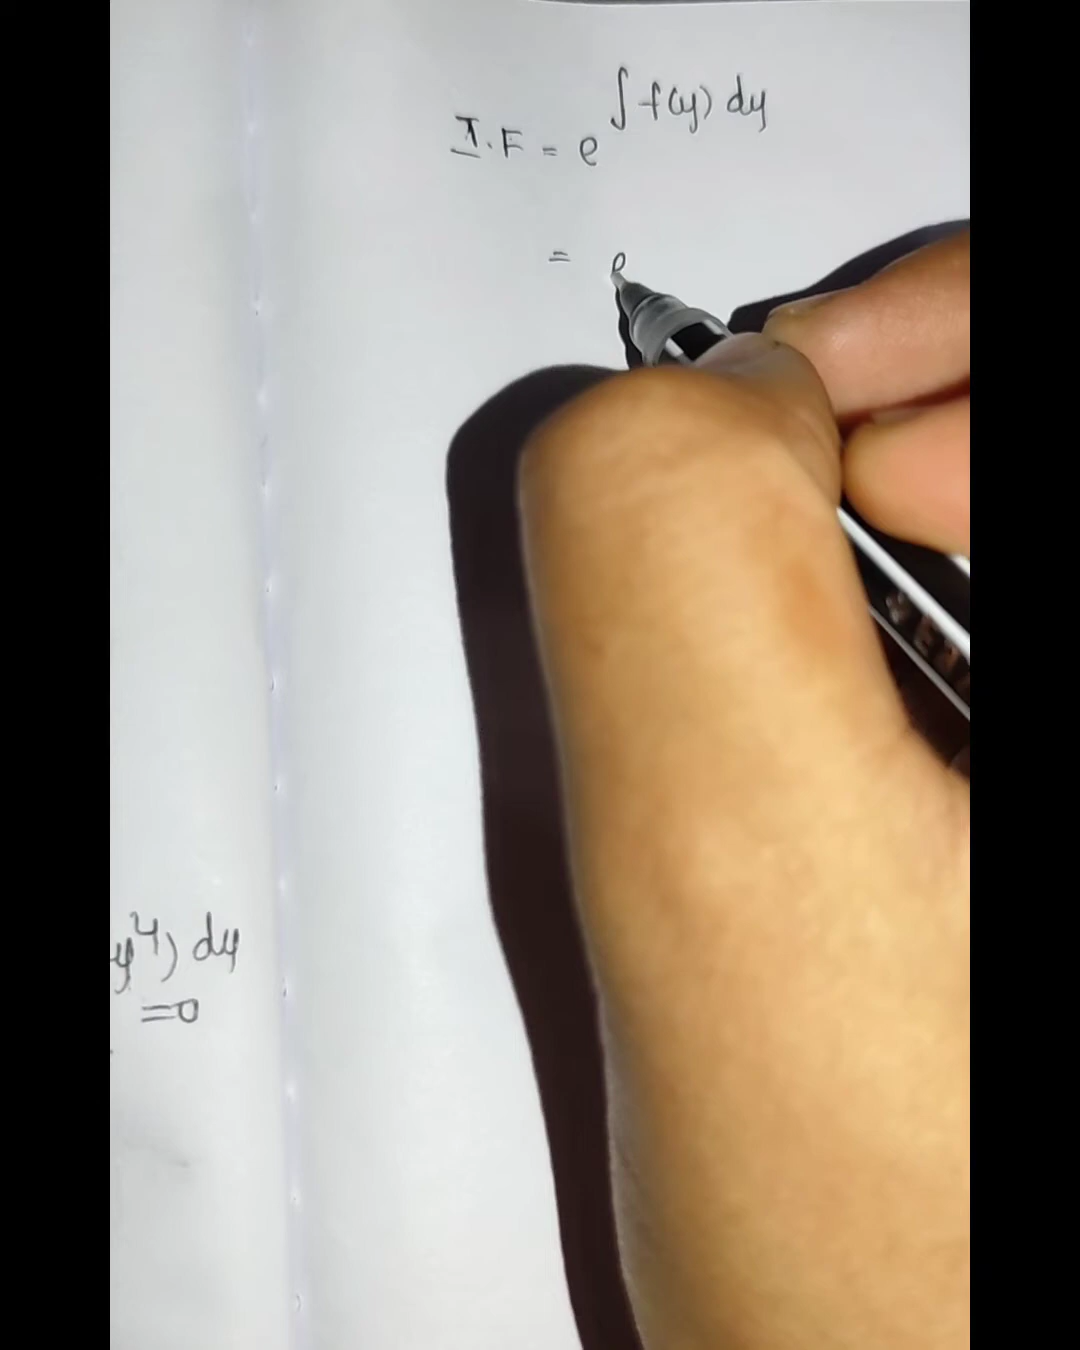 I.F = e^∫f(y) dy
= e
y⁴) dy
=0